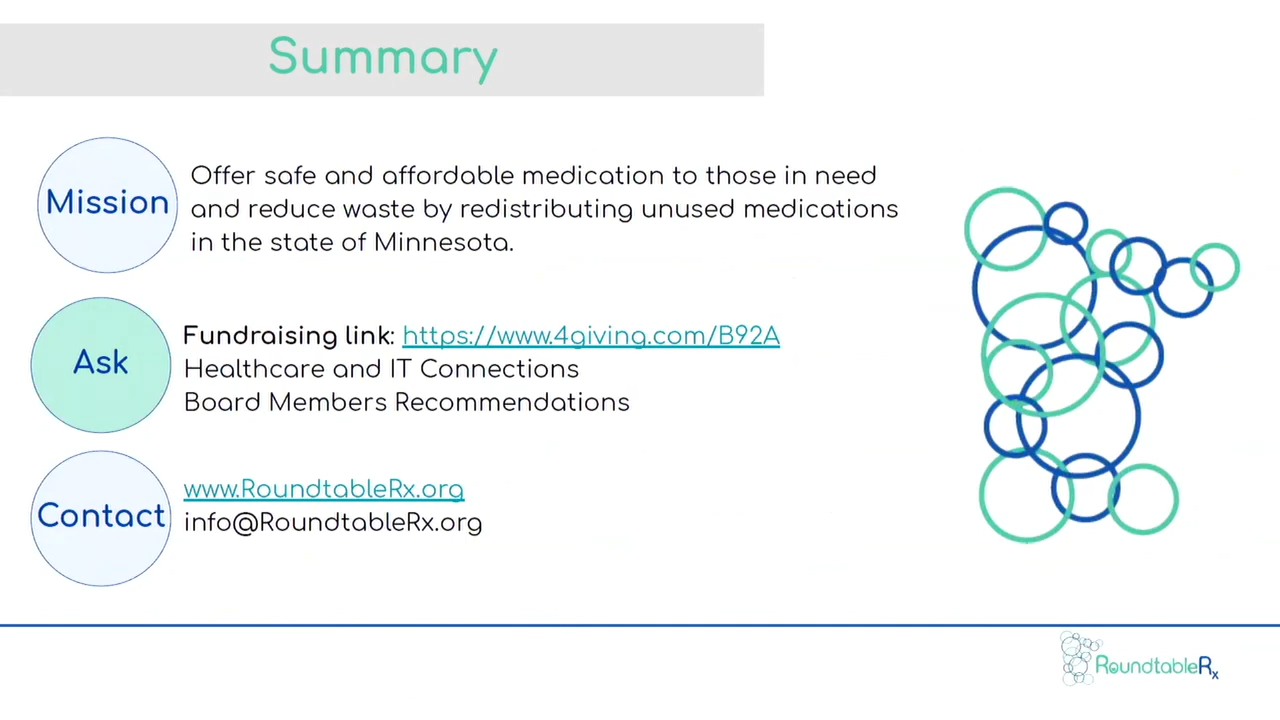 Summary
Mission
Offer safe and affordable medication to those in need
and reduce waste by redistributing unused medications
in the state of Minnesota.
Ask
Fundraising link: https://www.4giving.com/B92A
Healthcare and IT Connections
Board Members Recommendations
Contact
www.RoundtableRx.org
info@RoundtableRx.org
RoundtableRx